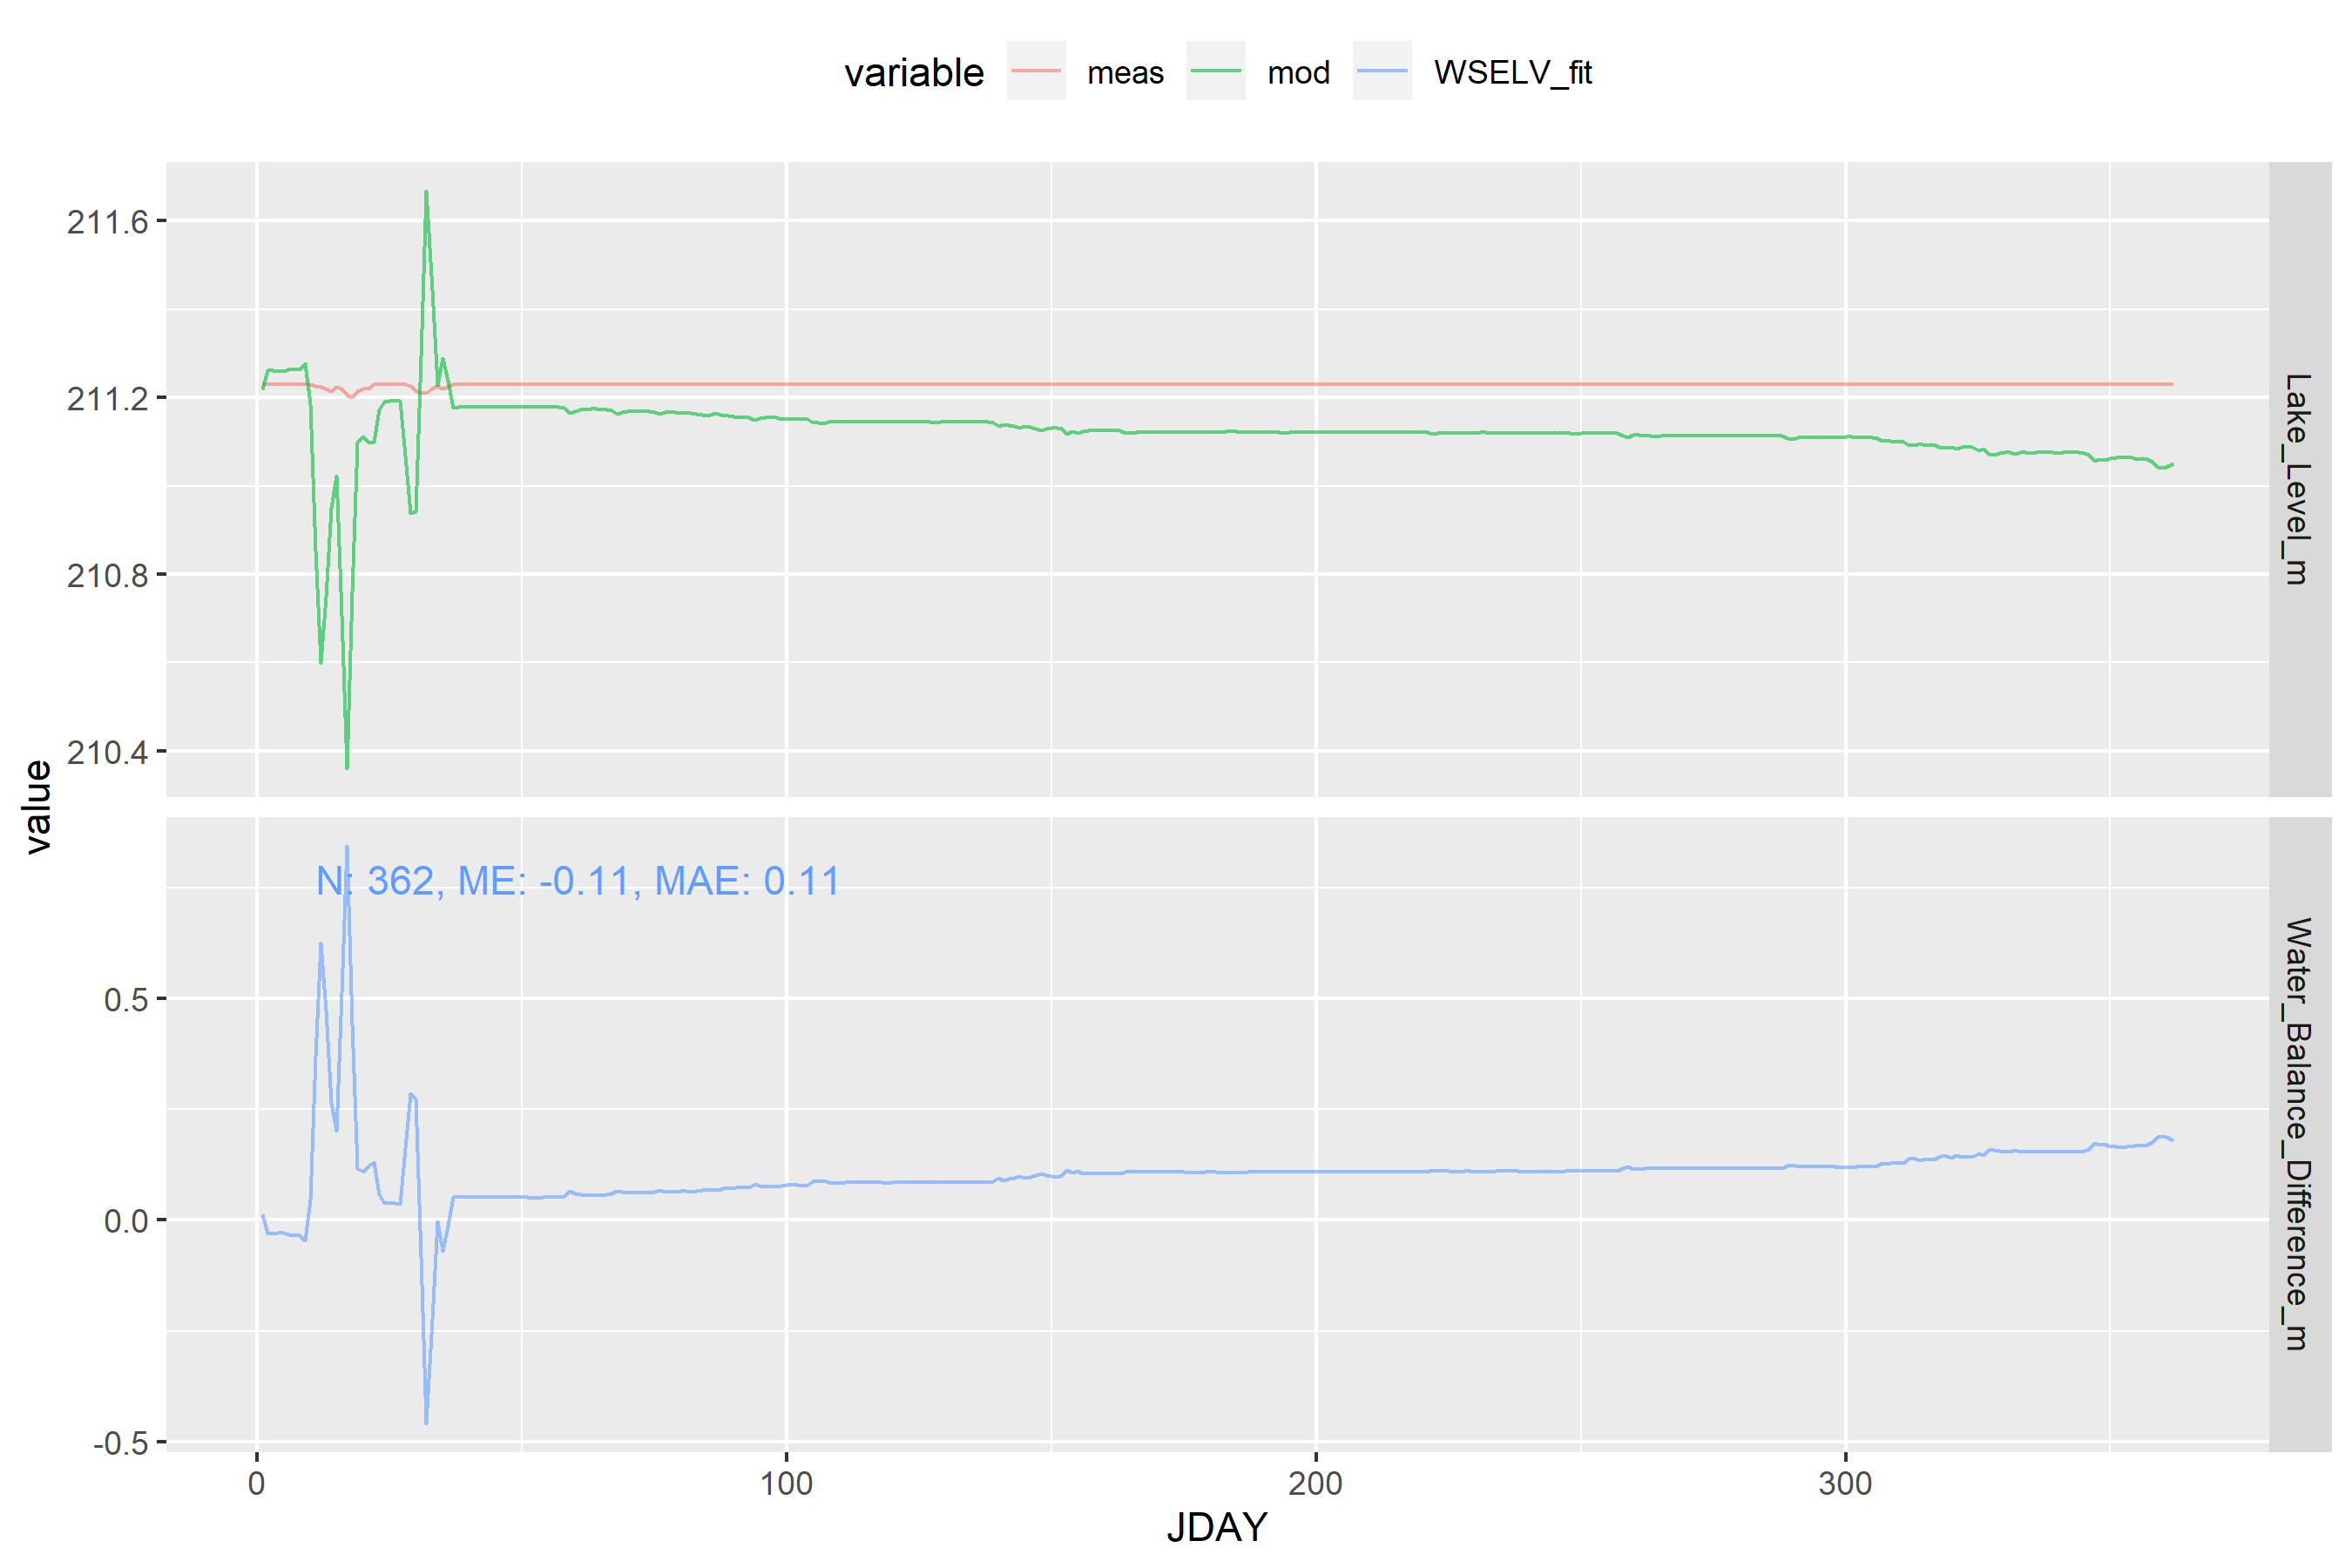 variable meas mod WSELV_fit
211.6
211.2
210.8
210.4
Lake_Level_m
value
N: 362, ME: -0.11, MAE: 0.11
0.5
0.0
-0.5
Water_Balance_Difference_m
0 100 200 300
JDAY